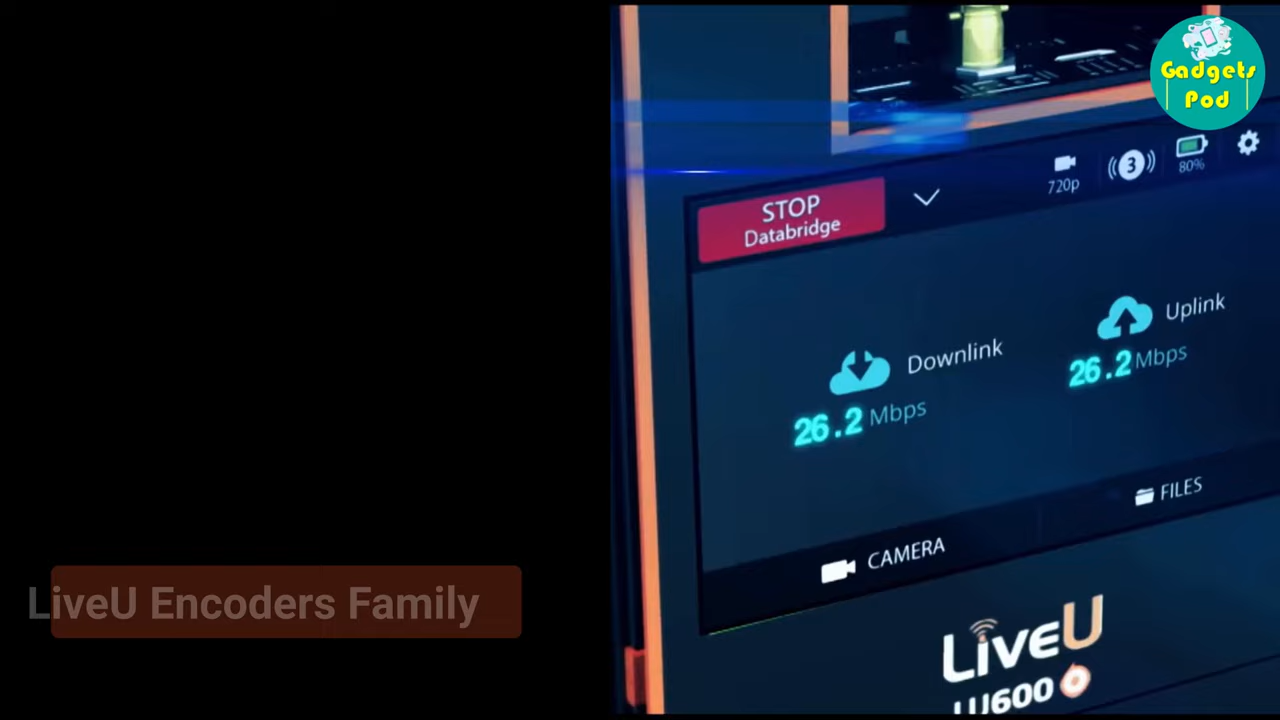 Gadgets
Pod
STOP
Databridge
720p
3
80%
Downlink
26.2 Mbps
Uplink
26.2 Mbps
CAMERA
FILES
LiveU Encoders Family
LiveU
LU600